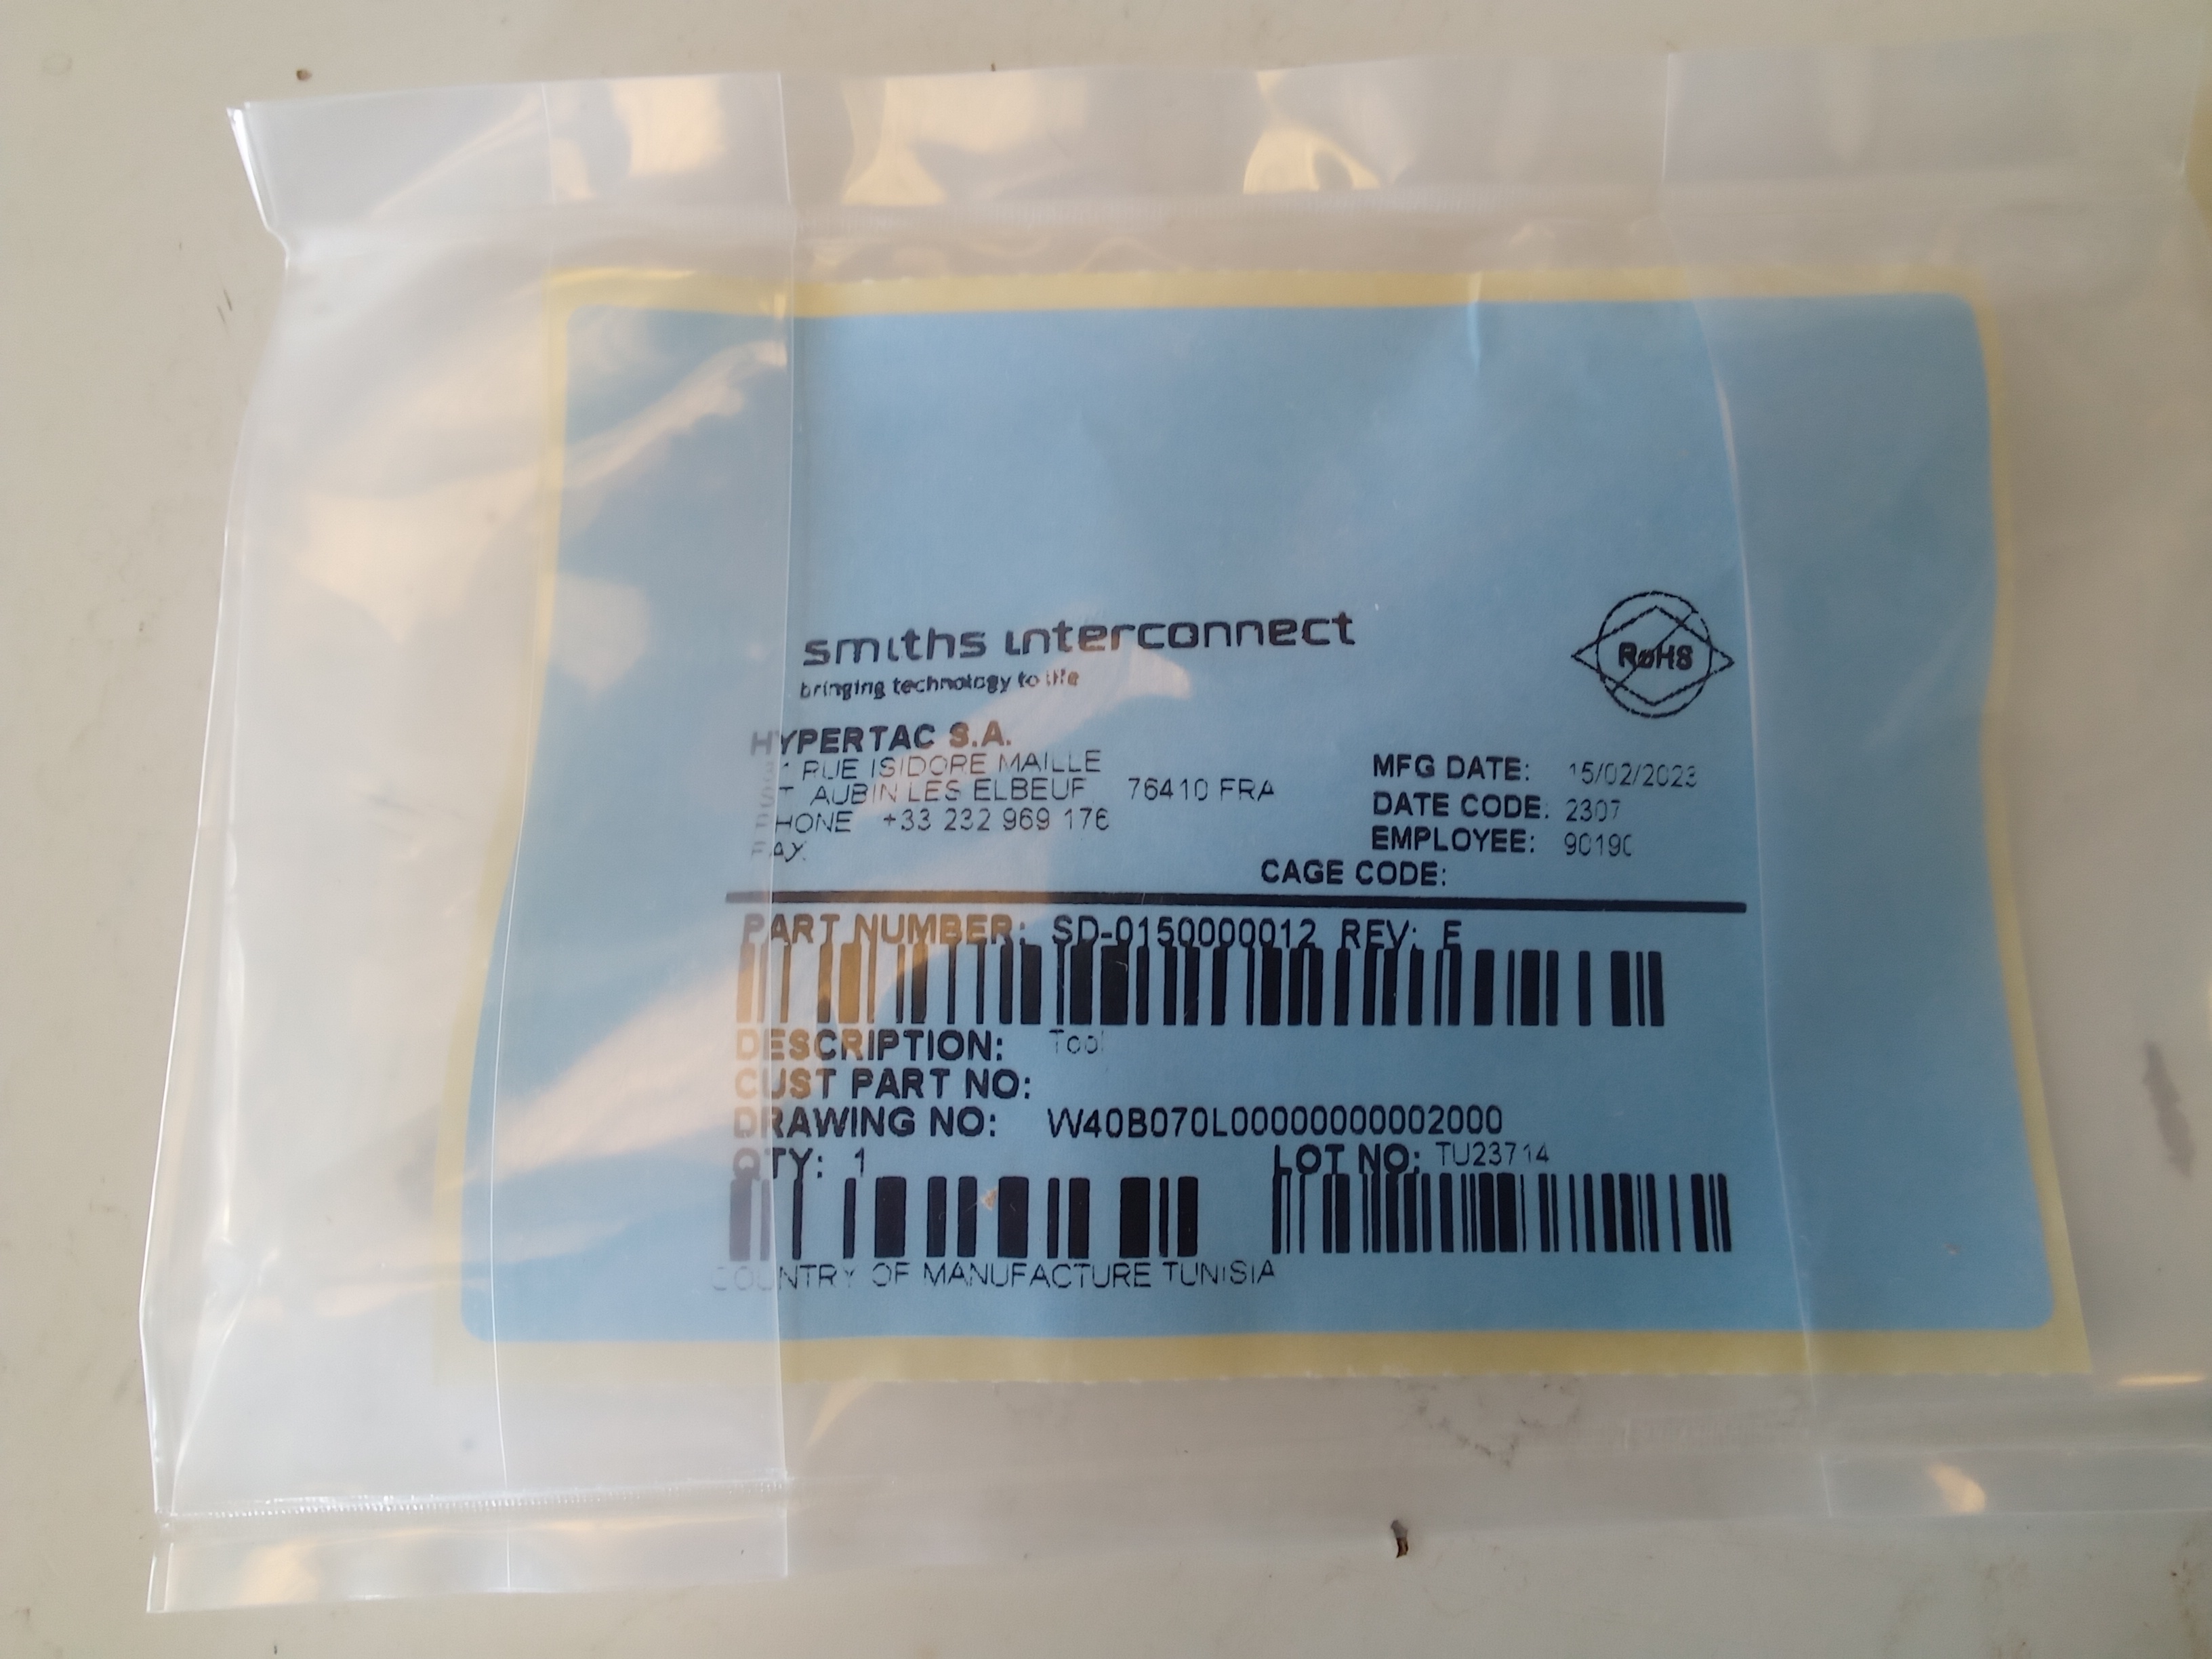 smiths interconnect
bringing technology to life
RoHS
HYPERTAC S.A.
RUE ISIDORE MAILLE
AUBIN LES ELBEUF 76410 FRA
PHONE +33 232 969 176
FAX
MFG DATE: 15/02/2023
DATE CODE: 2307
EMPLOYEE: 90190
CAGE CODE:
PART NUMBER: SD-0150000012 REV: E
DESCRIPTION: Tool
CUST PART NO:
DRAWING NO: W40B070L00000000002000
QTY: 1 LOT NO: TU23714
COUNTRY OF MANUFACTURE TUNISIA